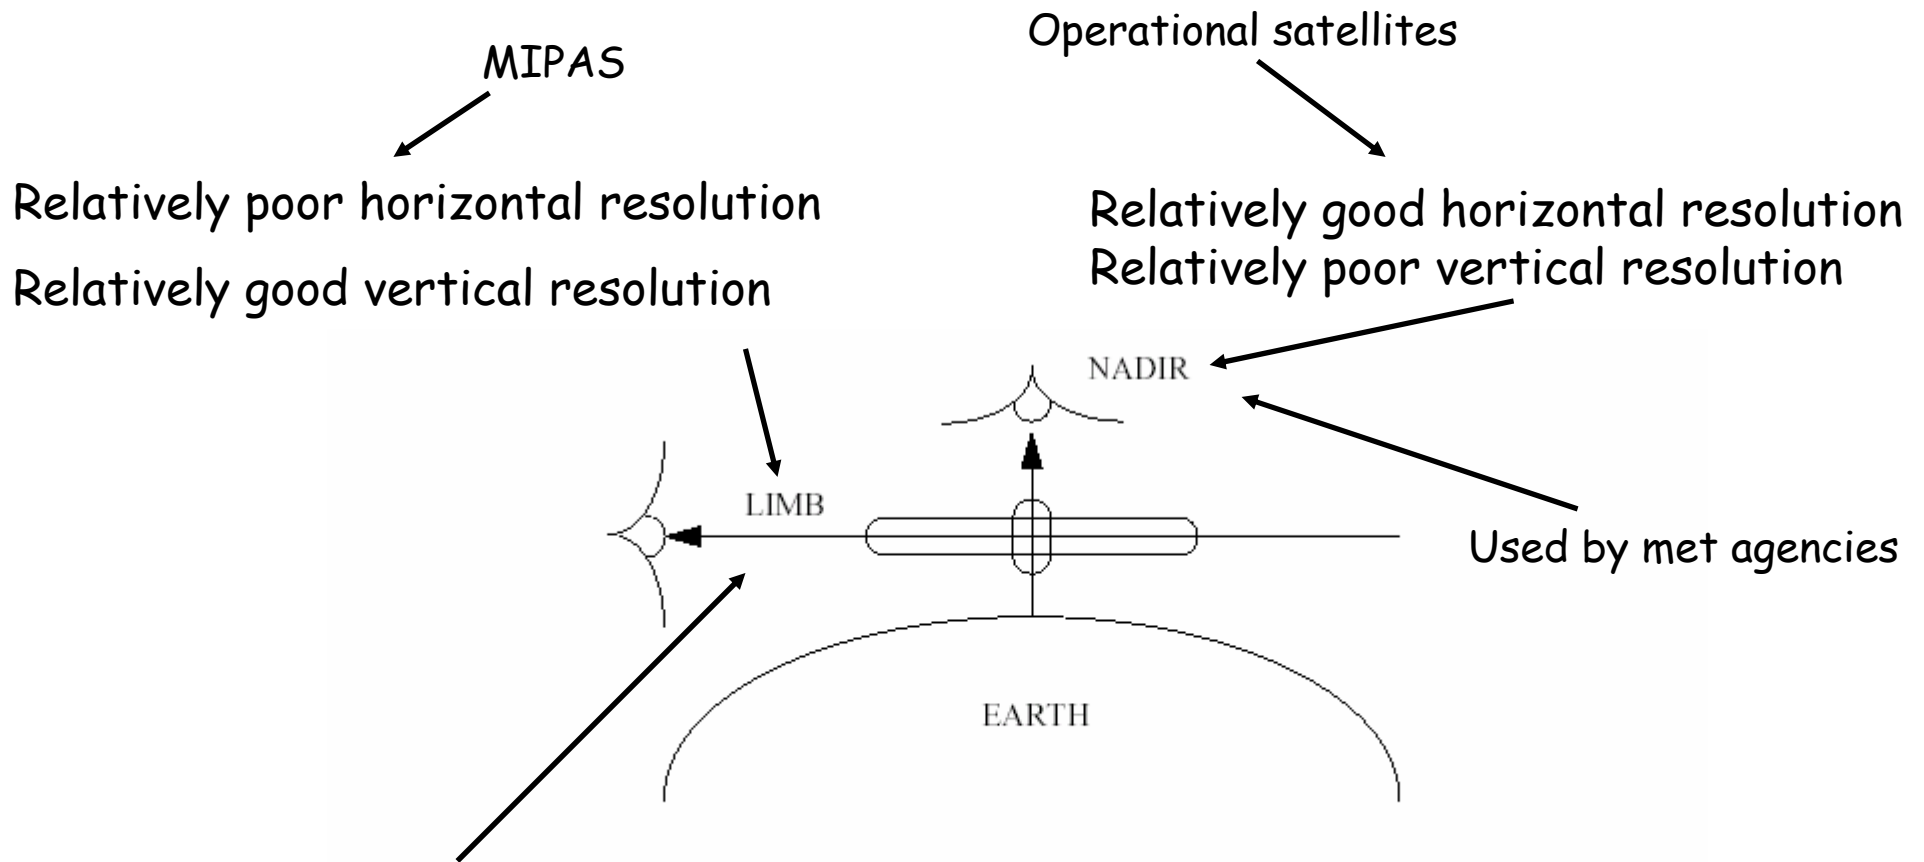 MIPAS
Operational satellites
Relatively poor horizontal resolution
Relatively good vertical resolution
Relatively good horizontal resolution
Relatively poor vertical resolution
NADIR
LIMB
Used by met agencies
EARTH